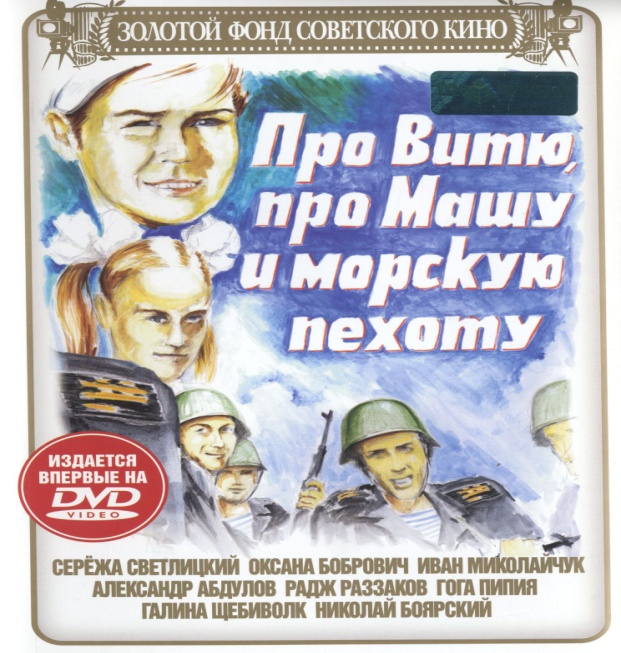 ЗОЛОТОЙ ФОНД СОВЕТСКОГО КИНО
Про Витю,
про Машу
и морскую
пехоту
ИЗДАЕТСЯ
ВПЕРВЫЕ НА
DVD
VIDEO
СЕРЁЖА СВЕТЛИЦКИЙ ОКСАНА БОБРОВИЧ ИВАН МИКОЛАЙЧУК
АЛЕКСАНДР АБДУЛОВ РАДЖ РАЗЗАКОВ ГОГА ПИПИЯ
ГАЛИНА ЩЕБИВОЛК НИКОЛАЙ БОЯРСКИЙ